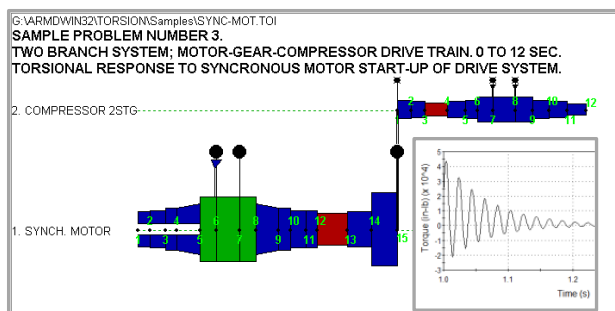 G:\ARMDWIN32\TORSION\Samples\SYNC-MOT.TOI
SAMPLE PROBLEM NUMBER 3.
TWO BRANCH SYSTEM; MOTOR-GEAR-COMPRESSOR DRIVE TRAIN. 0 TO 12 SEC.
TORSIONAL RESPONSE TO SYNCRONOUS MOTOR START-UP OF DRIVE SYSTEM.
2. COMPRESSOR 2STG
2 4 6 8 10 12
3 5 7 9 11
1. SYNCH. MOTOR
2 4 6 8 10 12 14
1 3 5 7 9 11 13 15
Torque (in-lb) (x 10^4)
5
4
3
2
1
0
-1
-2
-3
1.0 1.1 1.2
Time (s)